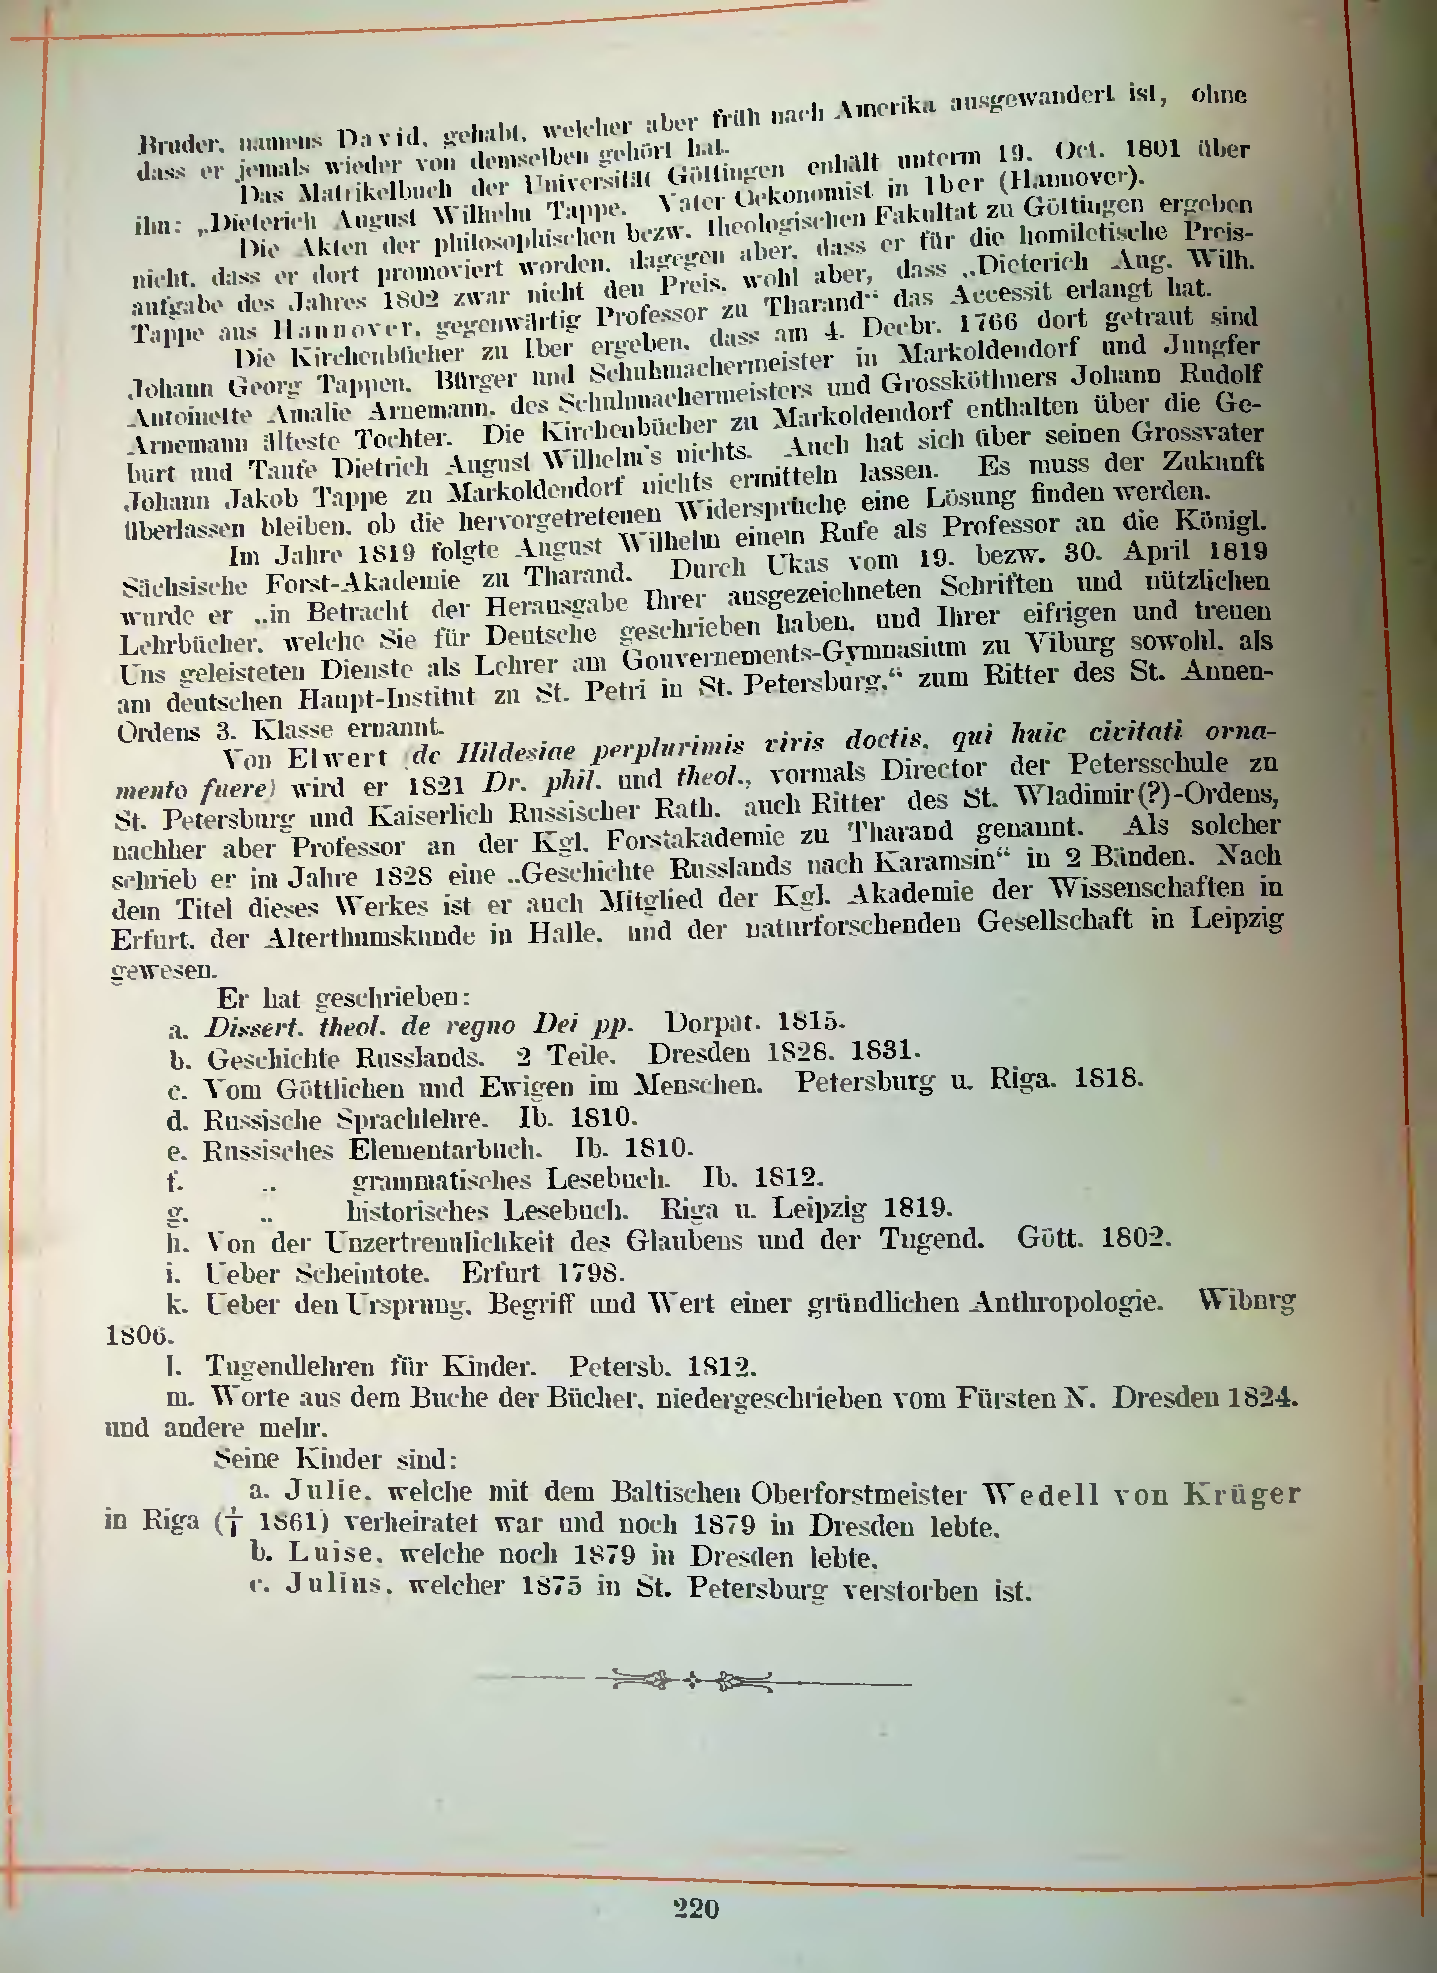 Bruder, namens David, gehabt, welcher aber früh nach Amerika ausgewandert ist, ohne
dass er jemals wieder von demselben gehört hat.
Das Matrikelbuch der Universität Göttingen enhält unterm 19. Oct. 1801 über
ihn: „Dieterich August Wilhelm Tappe. Vater Oekonomist in Iber (Hannover).
Die Akten der philosophischen bezw. theologischen Fakultat zu Göttingen ergeben
nicht, dass er dort promoviert worden, dagegen aber, dass er für die homiletische Preis-
aufgabe des Jahres 1802 zwar nicht den Preis, wohl aber, dass „Dieterich Aug. Wilh.
Tappe aus Hannover, gegenwärtig Professor zu Tharand“ das Accessit erlangt hat.
Die Kirchenbücher zu Iber ergeben, dass am 4. Decbr. 1766 dort getraut sind
Johann Georg Tappen, Bürger und Schuhmachermeister in Markoldendorf und Jungfer
Antoinette Amalie Arnemann, des Schuhmachermeisters und Grossköthners Johann Rudolf
Arnemann älteste Tochter. Die Kirchenbücher zu Markoldendorf enthalten über die Ge-
burt und Taufe Dietrich August Wilhelm's nichts. Auch hat sich über seinen Grossvater
Johann Jakob Tappe zu Markoldendorf nichts ermitteln lassen. Es muss der Zukunft
überlassen bleiben, ob die hervorgetretenen Widersprüche eine Lösung finden werden.
Im Jahre 1819 folgte August Wilhelm einem Rufe als Professor an die Königl.
Sächsische Forst-Akademie zu Tharand. Durch Ukas vom 19. bezw. 30. April 1819
wurde er „in Betracht der Herausgabe Ihrer ausgezeichneten Schriften und nützlichen
Lehrbücher, welche Sie für Deutsche geschrieben haben, und Ihrer eifrigen und treuen
Uns geleisteten Dienste als Lehrer am Gouvernements-Gymnasium zu Viburg sowohl, als
am deutschen Haupt-Institut zu St. Petri in St. Petersburg,“ zum Ritter des St. Annen-
Ordens 3. Klasse ernannt.
Von Elwert (de Hildesiae perplurimis viris doctis, qui huic civitati orna-
mento fuere) wird er 1821 Dr. phil. und theol., vormals Director der Petersschule zu
St. Petersburg und Kaiserlich Russischer Rath, auch Ritter des St. Wladimir(?)-Ordens,
nachher aber Professor an der Kgl. Forstakademie zu Tharand genannt. Als solcher
schrieb er im Jahre 1828 eine „Geschichte Russlands nach Karamsin“ in 2 Bänden. Nach
dem Titel dieses Werkes ist er auch Mitglied der Kgl. Akademie der Wissenschaften in
Erfurt, der Alterthumskunde in Halle, und der naturforschenden Gesellschaft in Leipzig
gewesen.
Er hat geschrieben:
a. Dissert. theol. de regno Dei pp. Dorpat. 1815.
b. Geschichte Russlands. 2 Teile. Dresden 1828. 1831.
c. Vom Göttlichen und Ewigen im Menschen. Petersburg u. Riga. 1818.
d. Russische Sprachlehre. Ib. 1810.
e. Russisches Elementarbuch. Ib. 1810.
f. „ grammatisches Lesebuch. Ib. 1812.
g. „ historisches Lesebuch. Riga u. Leipzig 1819.
h. Von der Unzertrennlichkeit des Glaubens und der Tugend. Gött. 1802.
i. Ueber Scheintote. Erfurt 1798.
k. Ueber den Ursprung, Begriff und Wert einer gründlichen Anthropologie. Wiburg
1806.
l. Tugendlehren für Kinder. Petersb. 1812.
m. Worte aus dem Buche der Bücher, niedergeschrieben vom Fürsten N. Dresden 1824.
und andere mehr.
Seine Kinder sind:
a. Julie, welche mit dem Baltischen Oberforstmeister Wedell von Krüger
in Riga († 1861) verheiratet war und noch 1879 in Dresden lebte.
b. Luise, welche noch 1879 in Dresden lebte.
c. Julius, welcher 1875 in St. Petersburg verstorben ist.
220